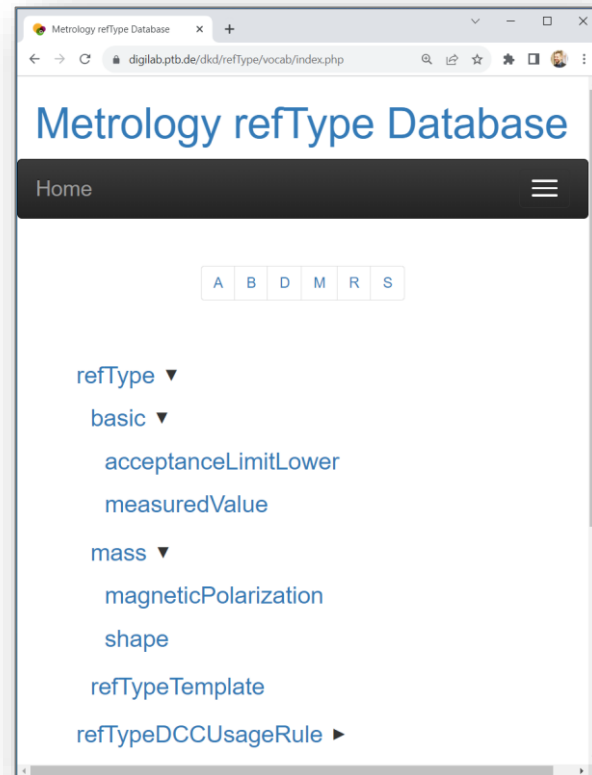 Metrology refType Database
digilab.ptb.de/dkd/refType/vocab/index.php
Metrology refType Database
Home
A B D M R S
refType ▼
basic ▼
acceptanceLimitLower
measuredValue
mass ▼
magneticPolarization
shape
refTypeTemplate
refTypeDCCUsageRule ►